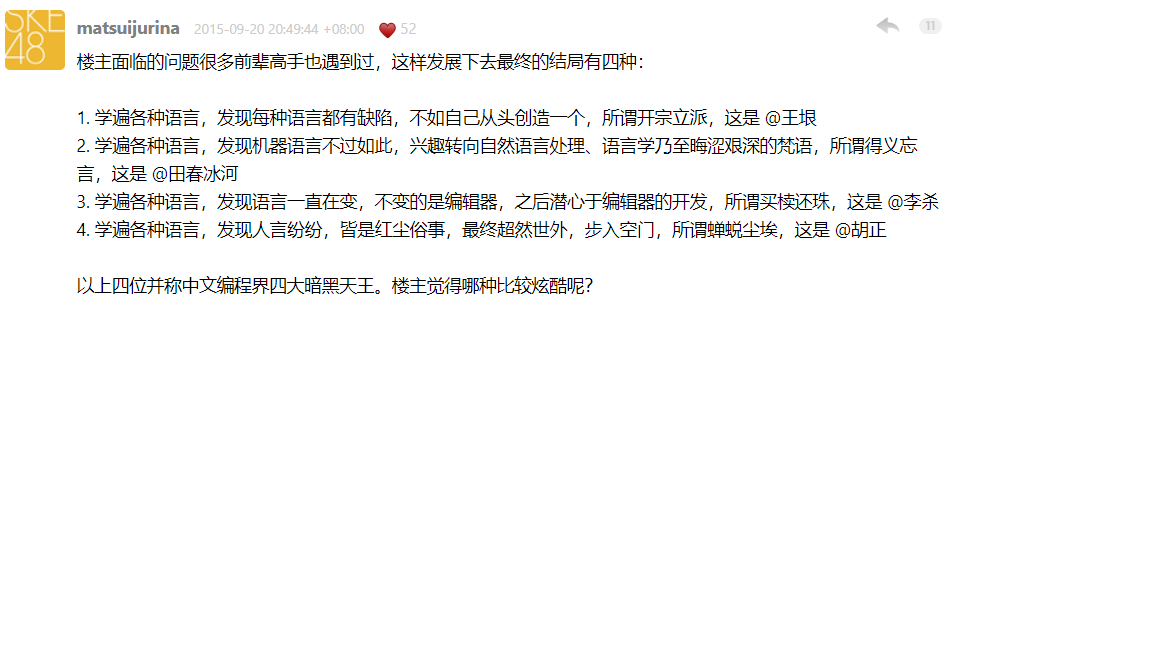 SKE
48
matsuijurina 2015-09-20 20:49:44 +08:00 52 11
楼主面临的问题很多前辈高手也遇到过，这样发展下去最终的结局有四种：
1. 学遍各种语言，发现每种语言都有缺陷，不如自己从头创造一个，所谓开宗立派，这是 @王垠
2. 学遍各种语言，发现机器语言不过如此，兴趣转向自然语言处理、语言学乃至晦涩艰深的梵语，所谓得义忘
言，这是 @田春冰河
3. 学遍各种语言，发现语言一直在变，不变的是编辑器，之后潜心于编辑器的开发，所谓买椟还珠，这是 @李杀
4. 学遍各种语言，发现人言纷纷，皆是红尘俗事，最终超然世外，步入空门，所谓蝉蜕尘埃，这是 @胡正
以上四位并称中文编程界四大暗黑天王。楼主觉得哪种比较炫酷呢？